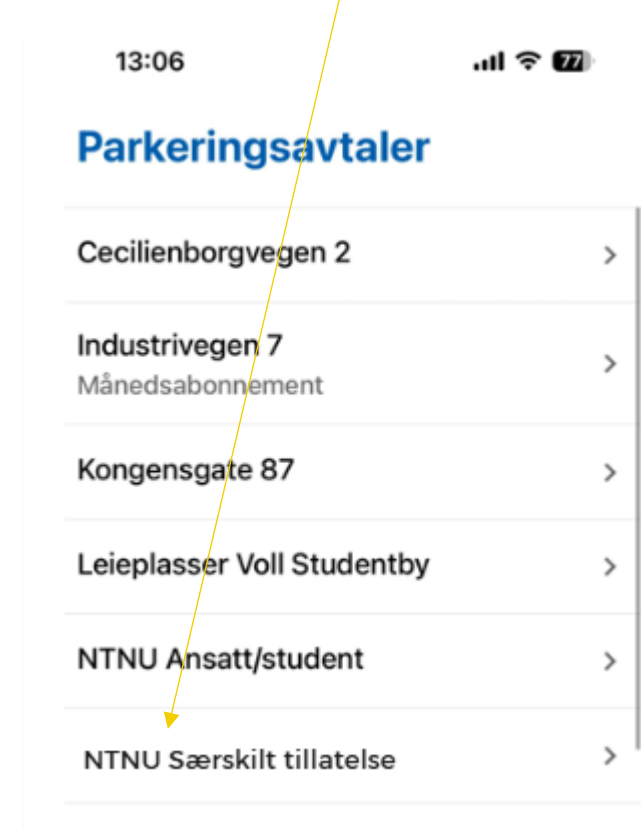 13:06 77
Parkeringsavtaler
Cecilienborgvegen 2
Industrivegen 7
Månedsabonnement
Kongensgate 87
Leieplasser Voll Studentby
NTNU Ansatt/student
NTNU Særskilt tillatelse